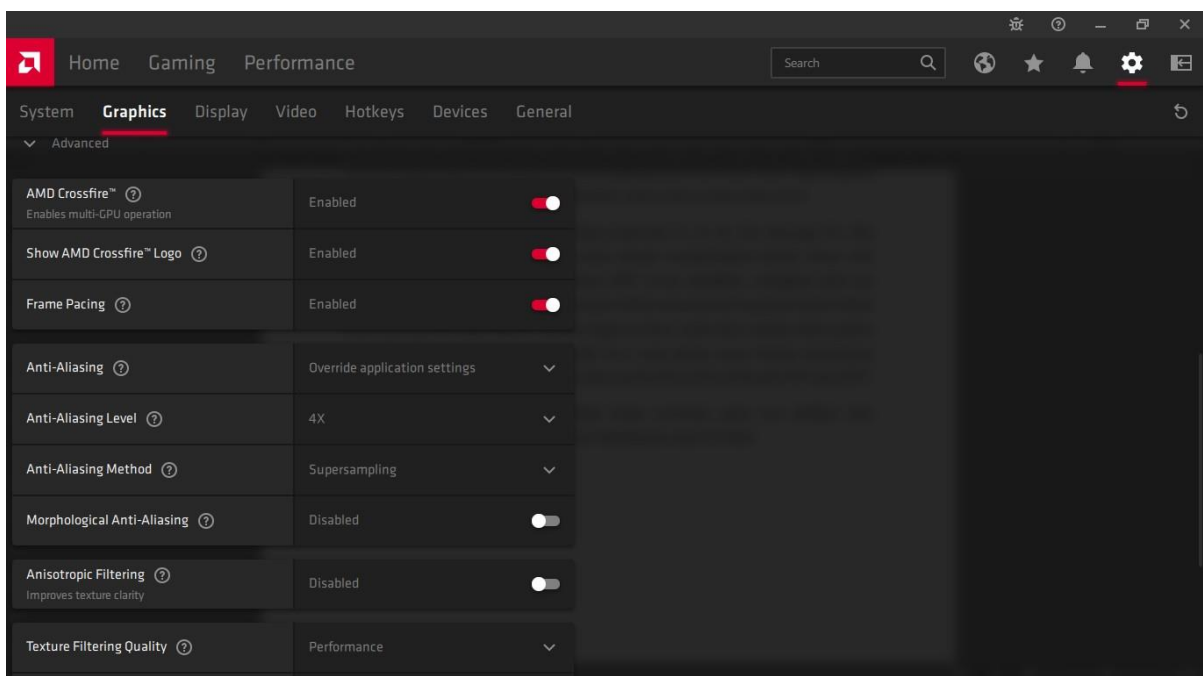 Home Gaming Performance Search
System Graphics Display Video Hotkeys Devices General
Advanced
AMD Crossfire™ Enabled
Enables multi-GPU operation
Show AMD Crossfire™ Logo Enabled
Frame Pacing Enabled
Anti-Aliasing Override application settings
Anti-Aliasing Level 4X
Anti-Aliasing Method Supersampling
Morphological Anti-Aliasing Disabled
Anisotropic Filtering Disabled
Improves texture clarity
Texture Filtering Quality Performance